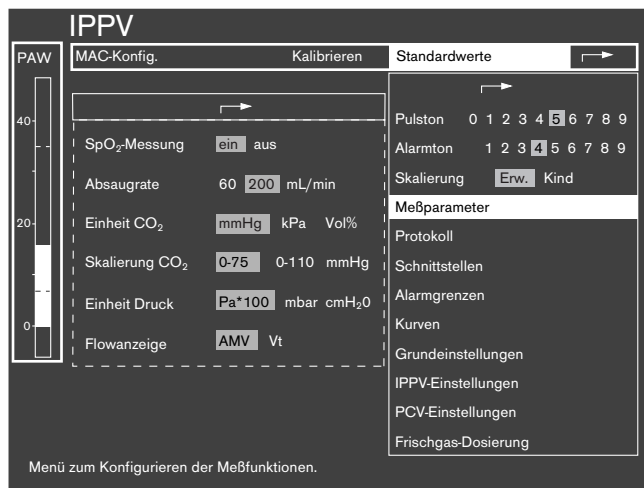 IPPV
PAW
MAC-Konfig. Kalibrieren Standardwerte
40
20
0
SpO₂-Messung ein aus
Absaugrate 60 200 mL/min
Einheit CO₂ mmHg kPa Vol%
Skalierung CO₂ 0-75 0-110 mmHg
Einheit Druck Pa*100 mbar cmH₂0
Flowanzeige AMV Vt
Pulston 0 1 2 3 4 5 6 7 8 9
Alarmton 1 2 3 4 5 6 7 8 9
Skalierung Erw. Kind
Meßparameter
Protokoll
Schnittstellen
Alarmgrenzen
Kurven
Grundeinstellungen
IPPV-Einstellungen
PCV-Einstellungen
Frischgas-Dosierung
Menü zum Konfigurieren der Meßfunktionen.